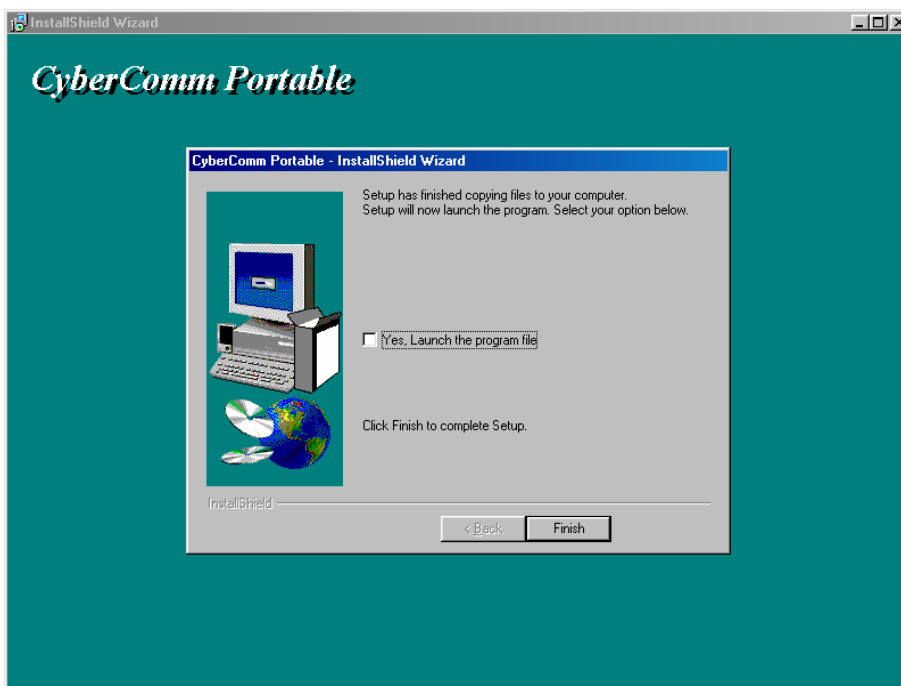 InstallShield Wizard
CyberComm Portable
CyberComm Portable - InstallShield Wizard
Setup has finished copying files to your computer.
Setup will now launch the program. Select your option below.
Yes, Launch the program file
Click Finish to complete Setup.
InstallShield
< Back
Finish